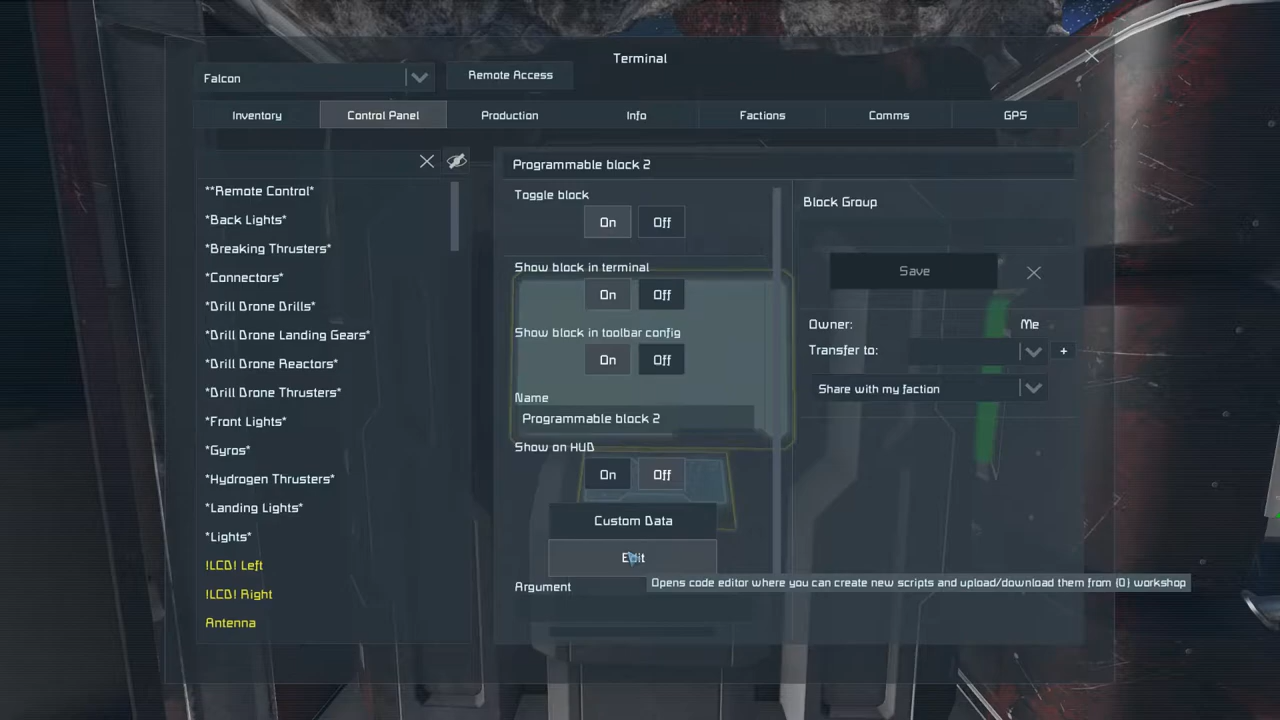 Terminal
Falcon
Remote Access
Inventory
Control Panel
Production
Info
Factions
Comms
GPS
**Remote Control*
*Back Lights*
*Breaking Thrusters*
*Connectors*
*Drill Drone Drills*
*Drill Drone Landing Gears*
*Drill Drone Reactors*
*Drill Drone Thrusters*
*Front Lights*
*Gyros*
*Hydrogen Thrusters*
*Landing Lights*
*Lights*
!LCD! Left
!LCD! Right
Antenna
Programmable block 2
Toggle block
On Off
Show block in terminal
On Off
Show block in toolbar config
On Off
Name
Programmable block 2
Show on HUD
On Off
Custom Data
Edit
Opens code editor where you can create new scripts and upload/download them from (0) workshop
Argument
Block Group
Save
Owner: Me
Transfer to: +
Share with my faction